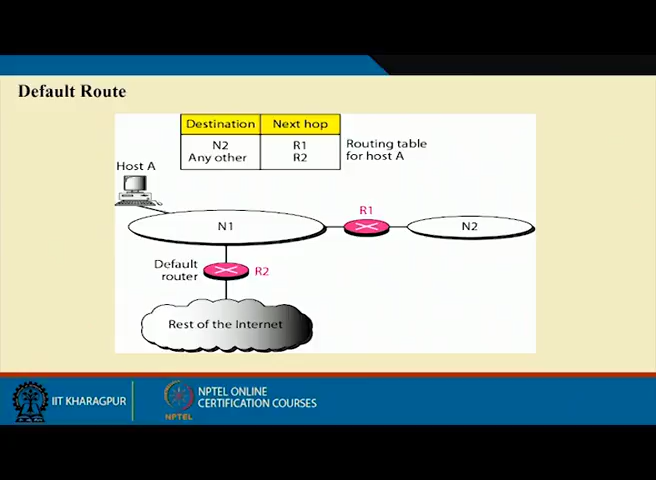 Default Route
Destination Next hop
N2 R1
Any other R2
Routing table
for host A
Host A
R1
N1
N2
Default
router
R2
Rest of the Internet
IIT KHARAGPUR
NPTEL
NPTEL ONLINE
CERTIFICATION COURSES